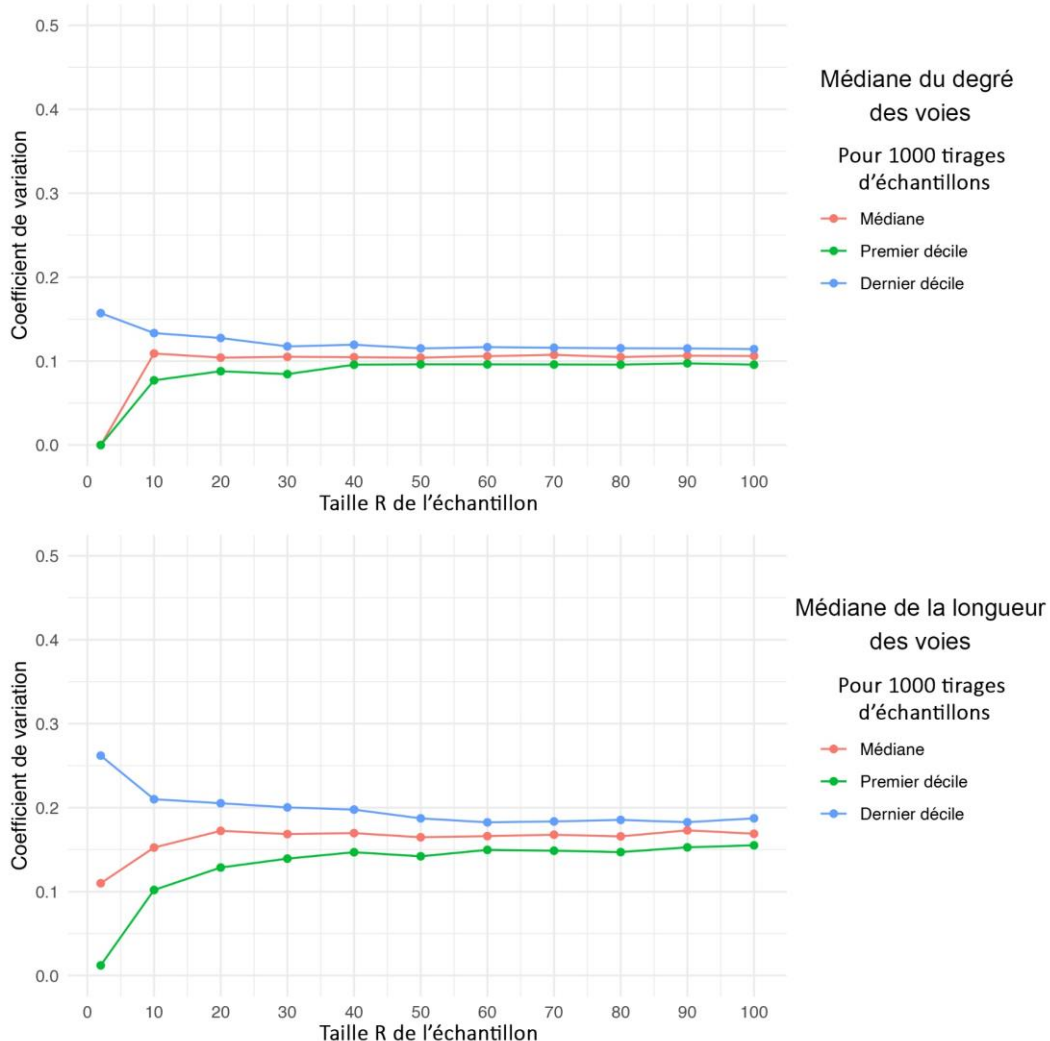 0.5
0.4
0.3
0.2
0.1
0.0
Coefficient de variation
0 10 20 30 40 50 60 70 80 90 100
Taille R de l'échantillon
Médiane du degré
des voies
Pour 1000 tirages
d'échantillons
Médiane
Premier décile
Dernier décile
0.5
0.4
0.3
0.2
0.1
0.0
Coefficient de variation
0 10 20 30 40 50 60 70 80 90 100
Taille R de l'échantillon
Médiane de la longueur
des voies
Pour 1000 tirages
d'échantillons
Médiane
Premier décile
Dernier décile